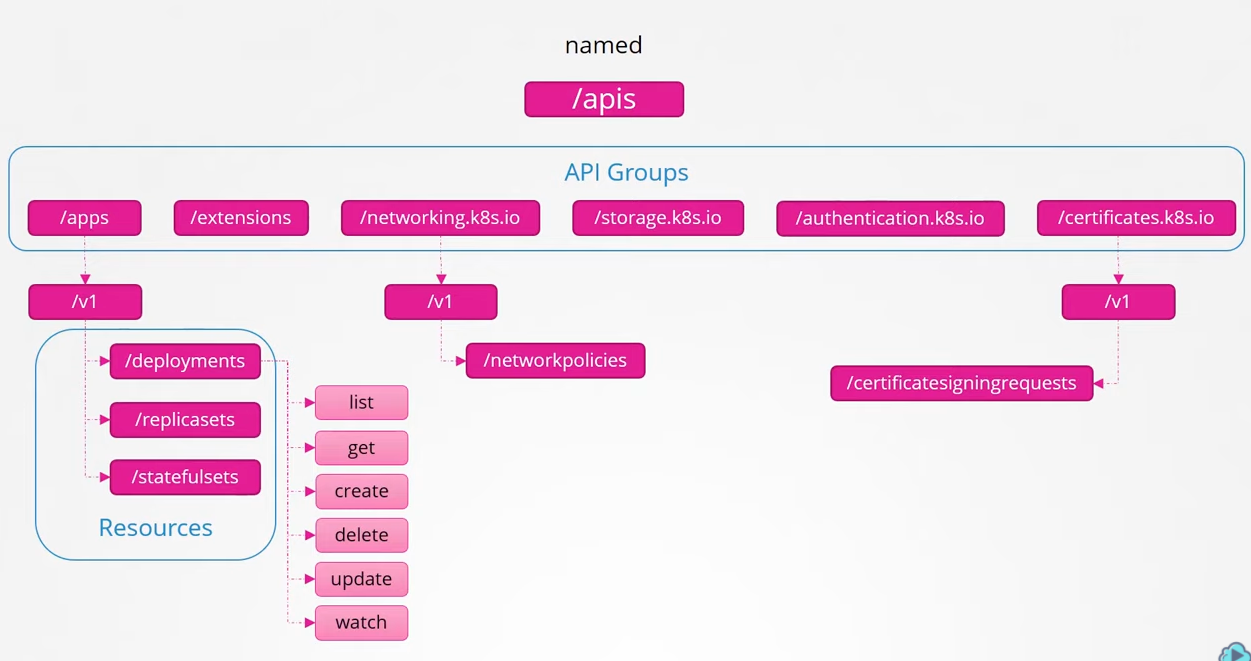 named
/apis
API Groups
/apps
/extensions
/networking.k8s.io
/storage.k8s.io
/authentication.k8s.io
/certificates.k8s.io
/v1
/v1
/v1
/deployments
/replicasets
/statefulsets
Resources
list
get
create
delete
update
watch
/networkpolicies
/certificatesigningrequests